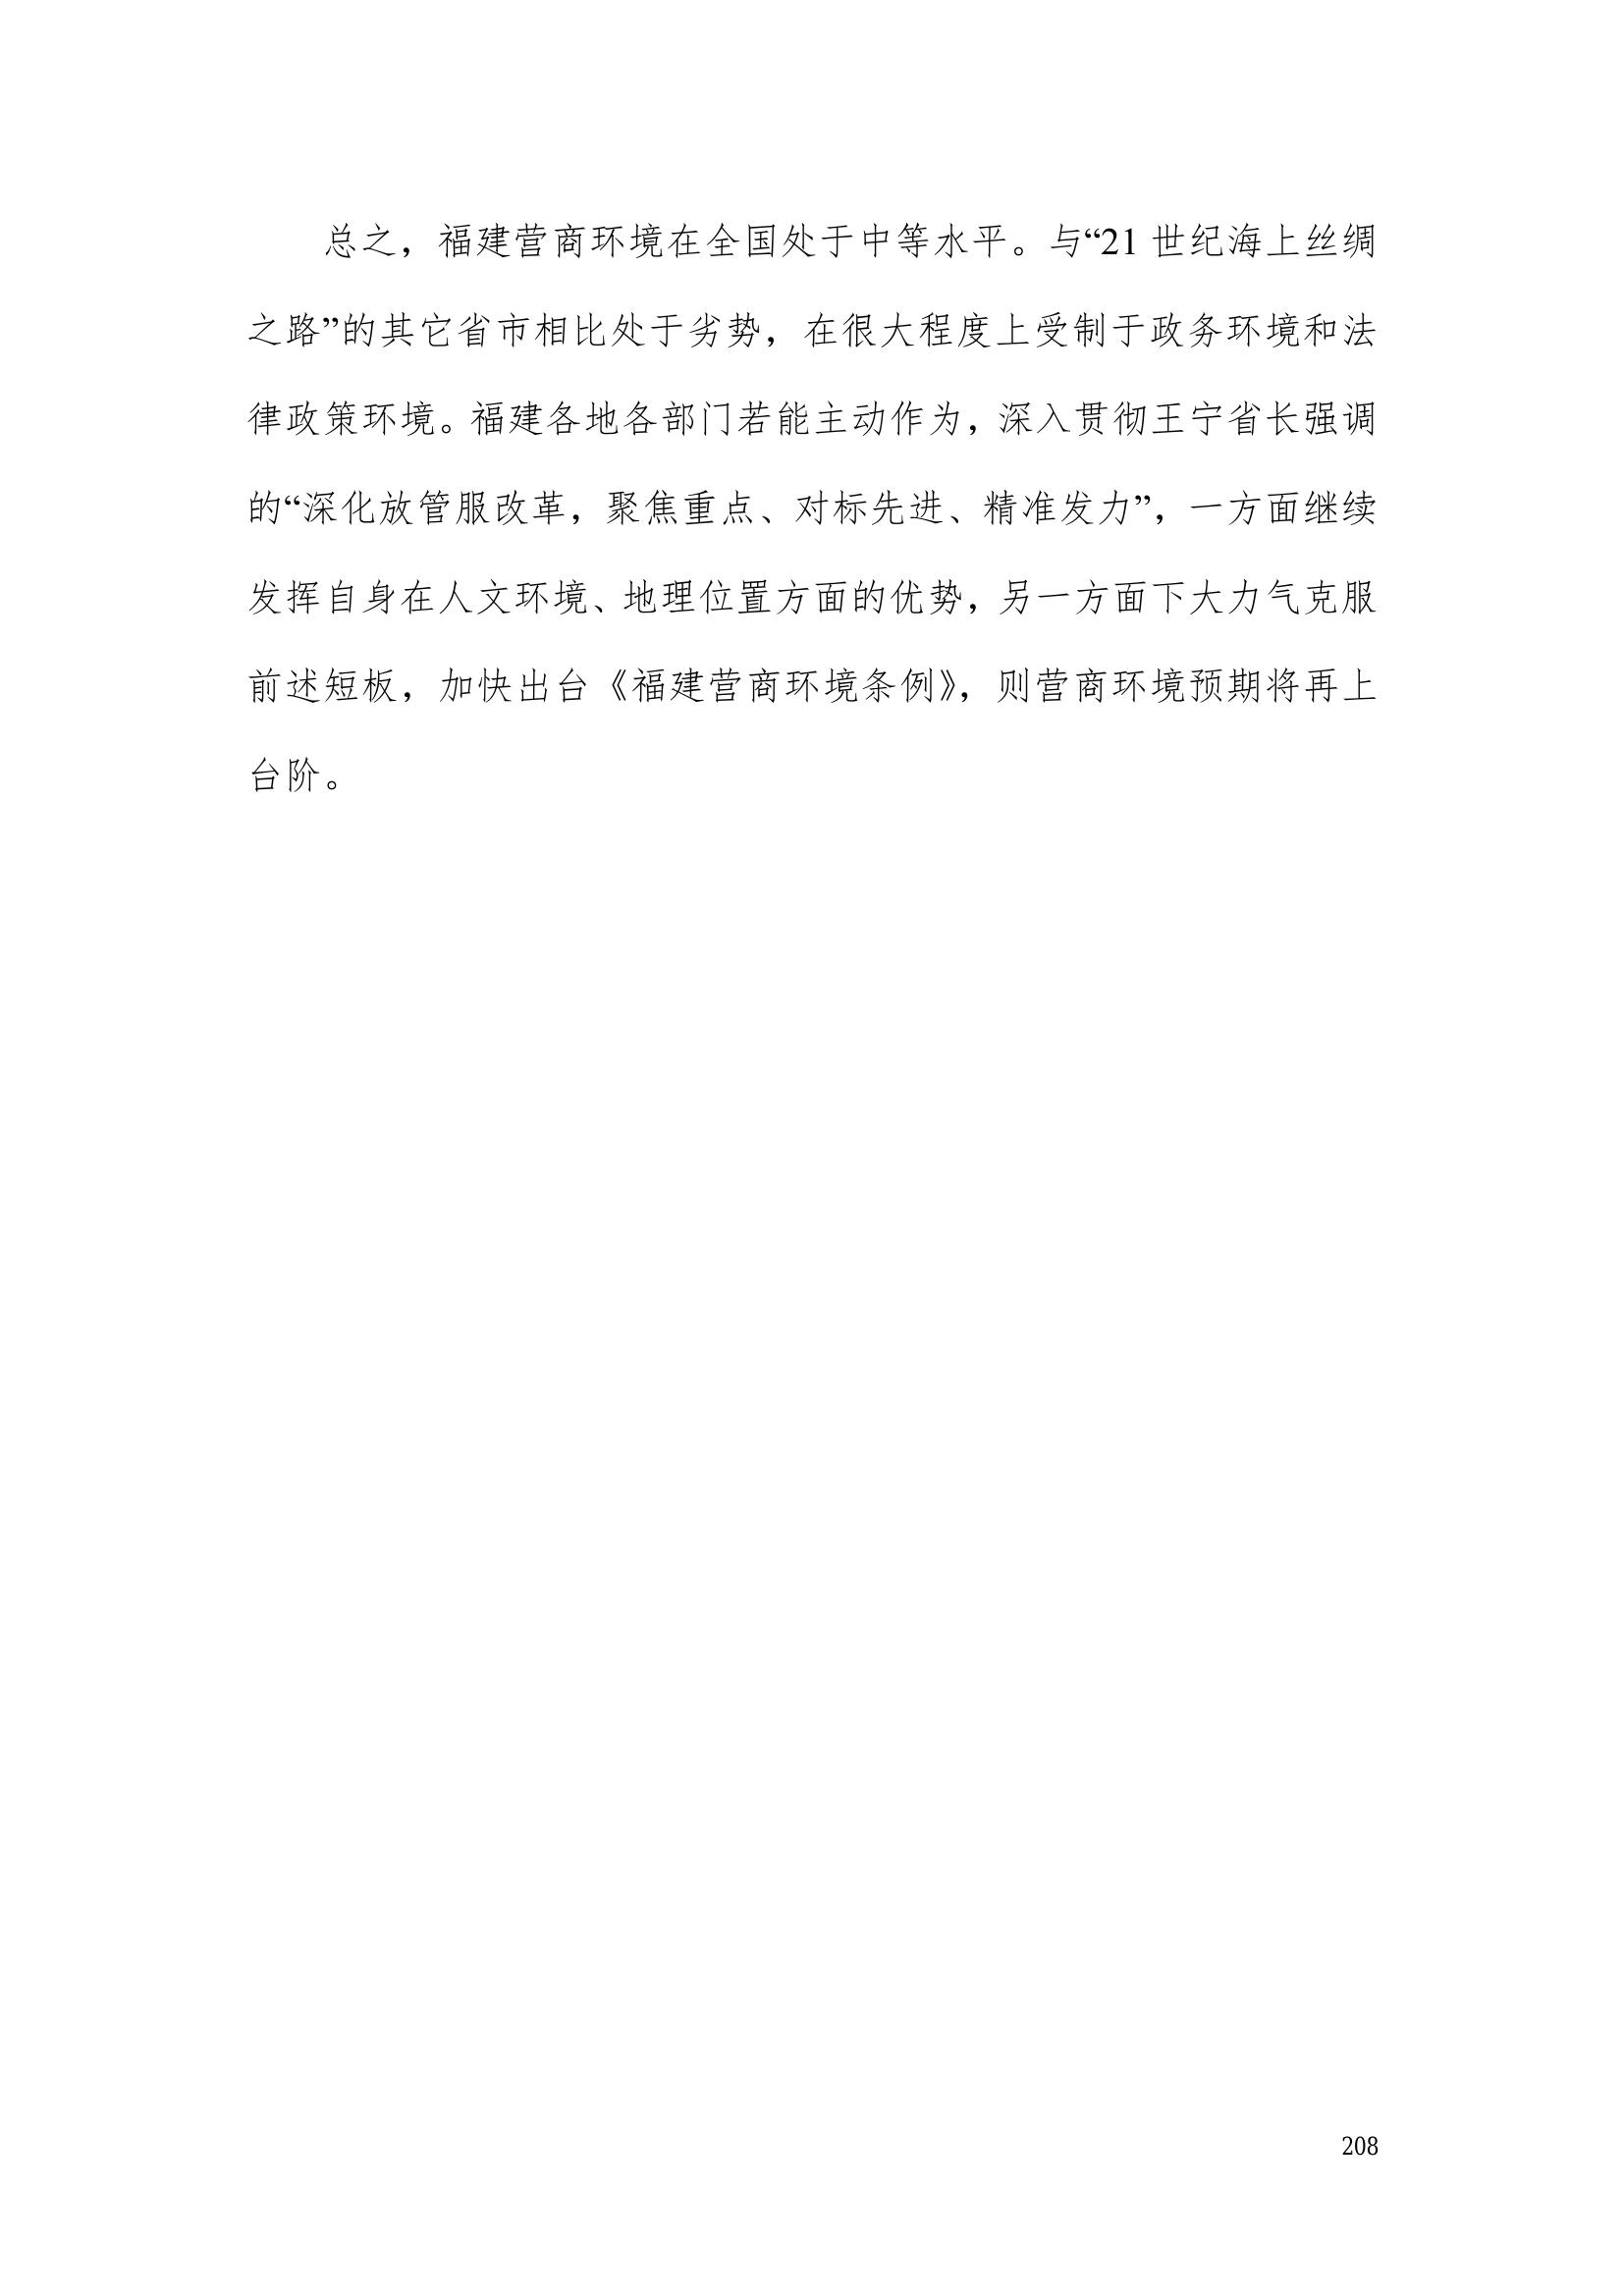 总之，福建营商环境在全国处于中等水平。与“21 世纪海上丝绸
之路”的其它省市相比处于劣势，在很大程度上受制于政务环境和法
律政策环境。福建各地各部门若能主动作为，深入贯彻王宁省长强调
的“深化放管服改革，聚焦重点、对标先进、精准发力”，一方面继续
发挥自身在人文环境、地理位置方面的优势，另一方面下大力气克服
前述短板，加快出台《福建营商环境条例》，则营商环境预期将再上
台阶。
208